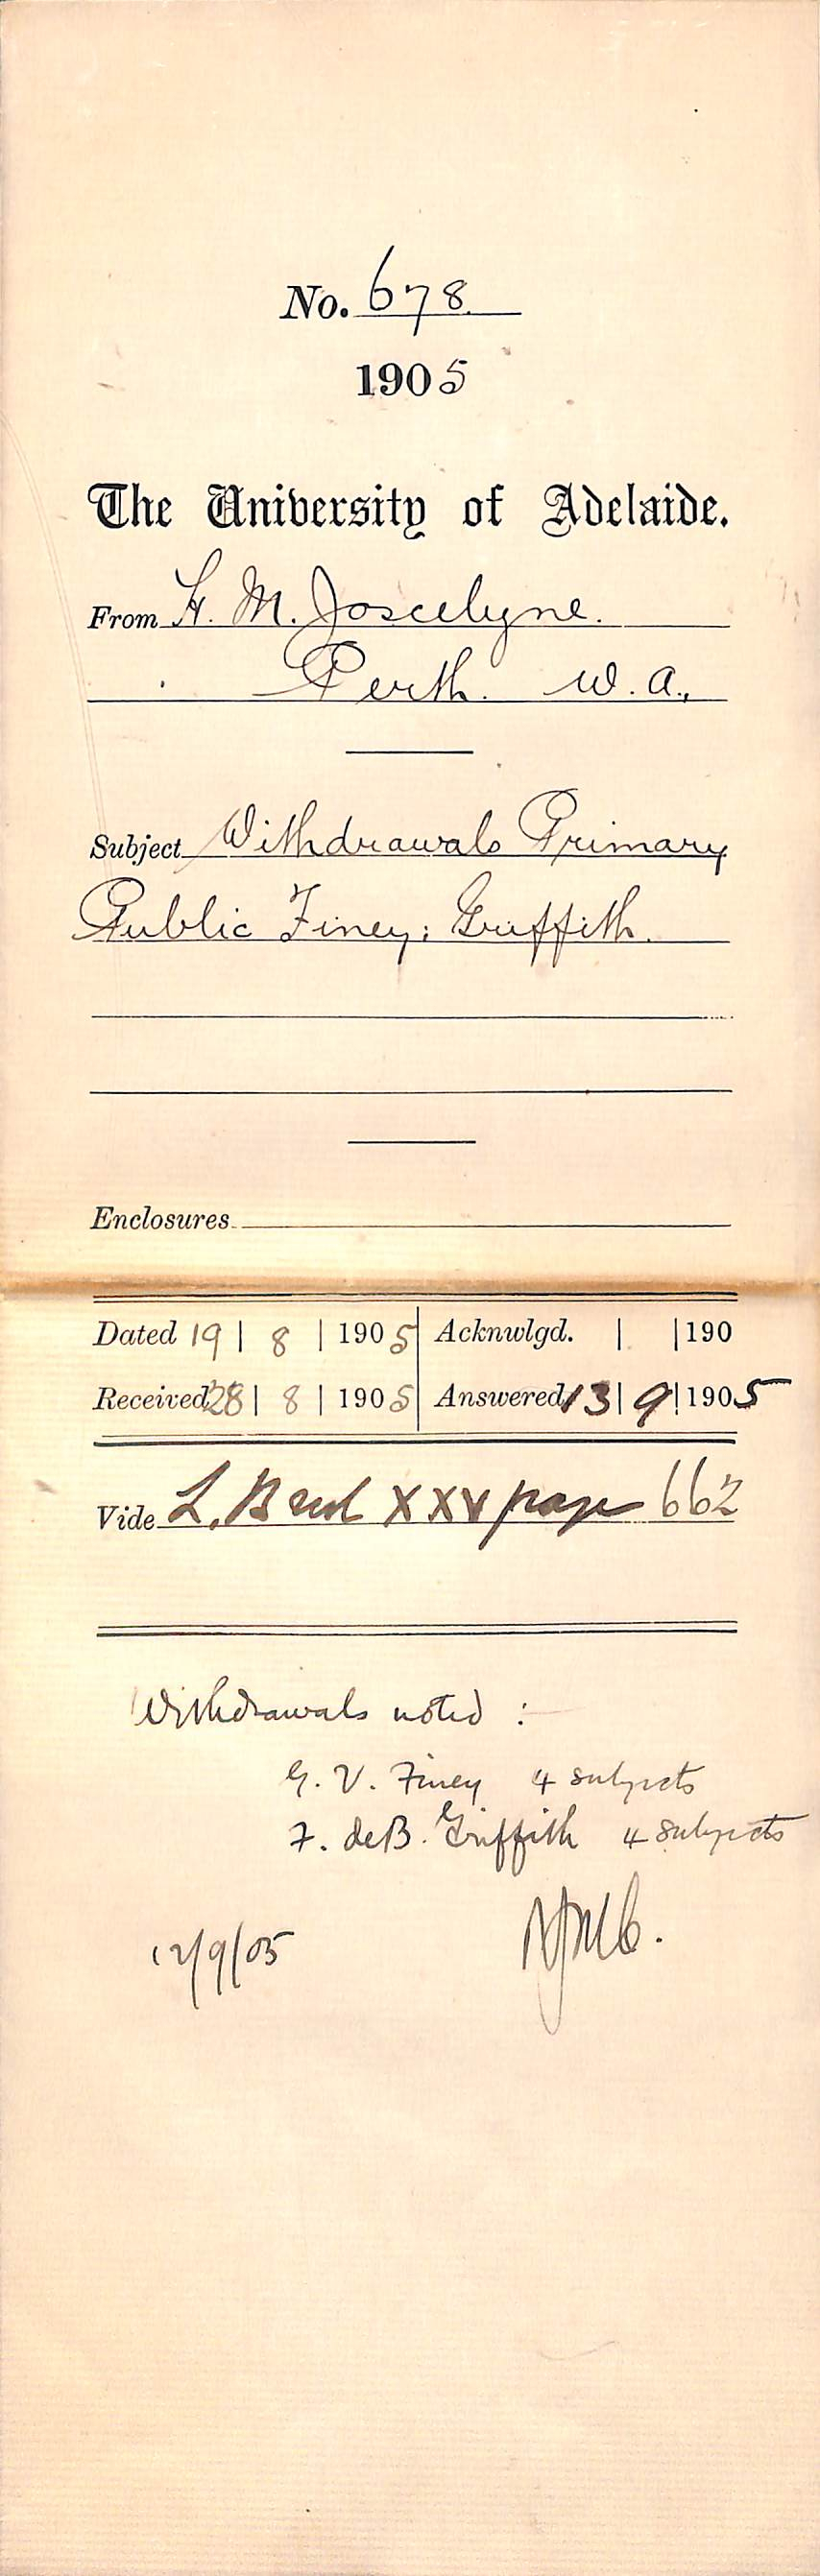 No. 678
1905
The University of Adelaide.
From H. M. Joscelyne.
Perth. W. A.,
Subject Withdrawals Primary
Public Finey; Griffith.
Enclosures
Dated 19 | 8 | 1905 Acknwlgd. | | 190
Received 28 | 8 | 1905 Answered 13 | 9 | 1905
Vide L. XXV page 662
Withdrawals noted :
G. V. Finey 4 subjects
F. deB. Griffith 4 subjects
12/9/05